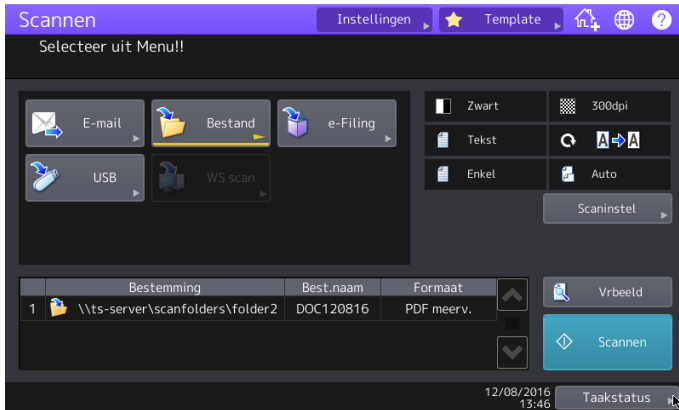 Scannen
Instellingen
Template
?
Selecteer uit Menu!!
E-mail
Bestand
e-Filing
USB
WS scan
Zwart
300dpi
Tekst
A A
Enkel
Auto
Scaninstel
Bestemming Best.naam Formaat
1 \\ts-server\scanfolders\folder2 DOC120816 PDF meerv.
Vrbeeld
Scannen
12/08/2016
13:46
Taakstatus